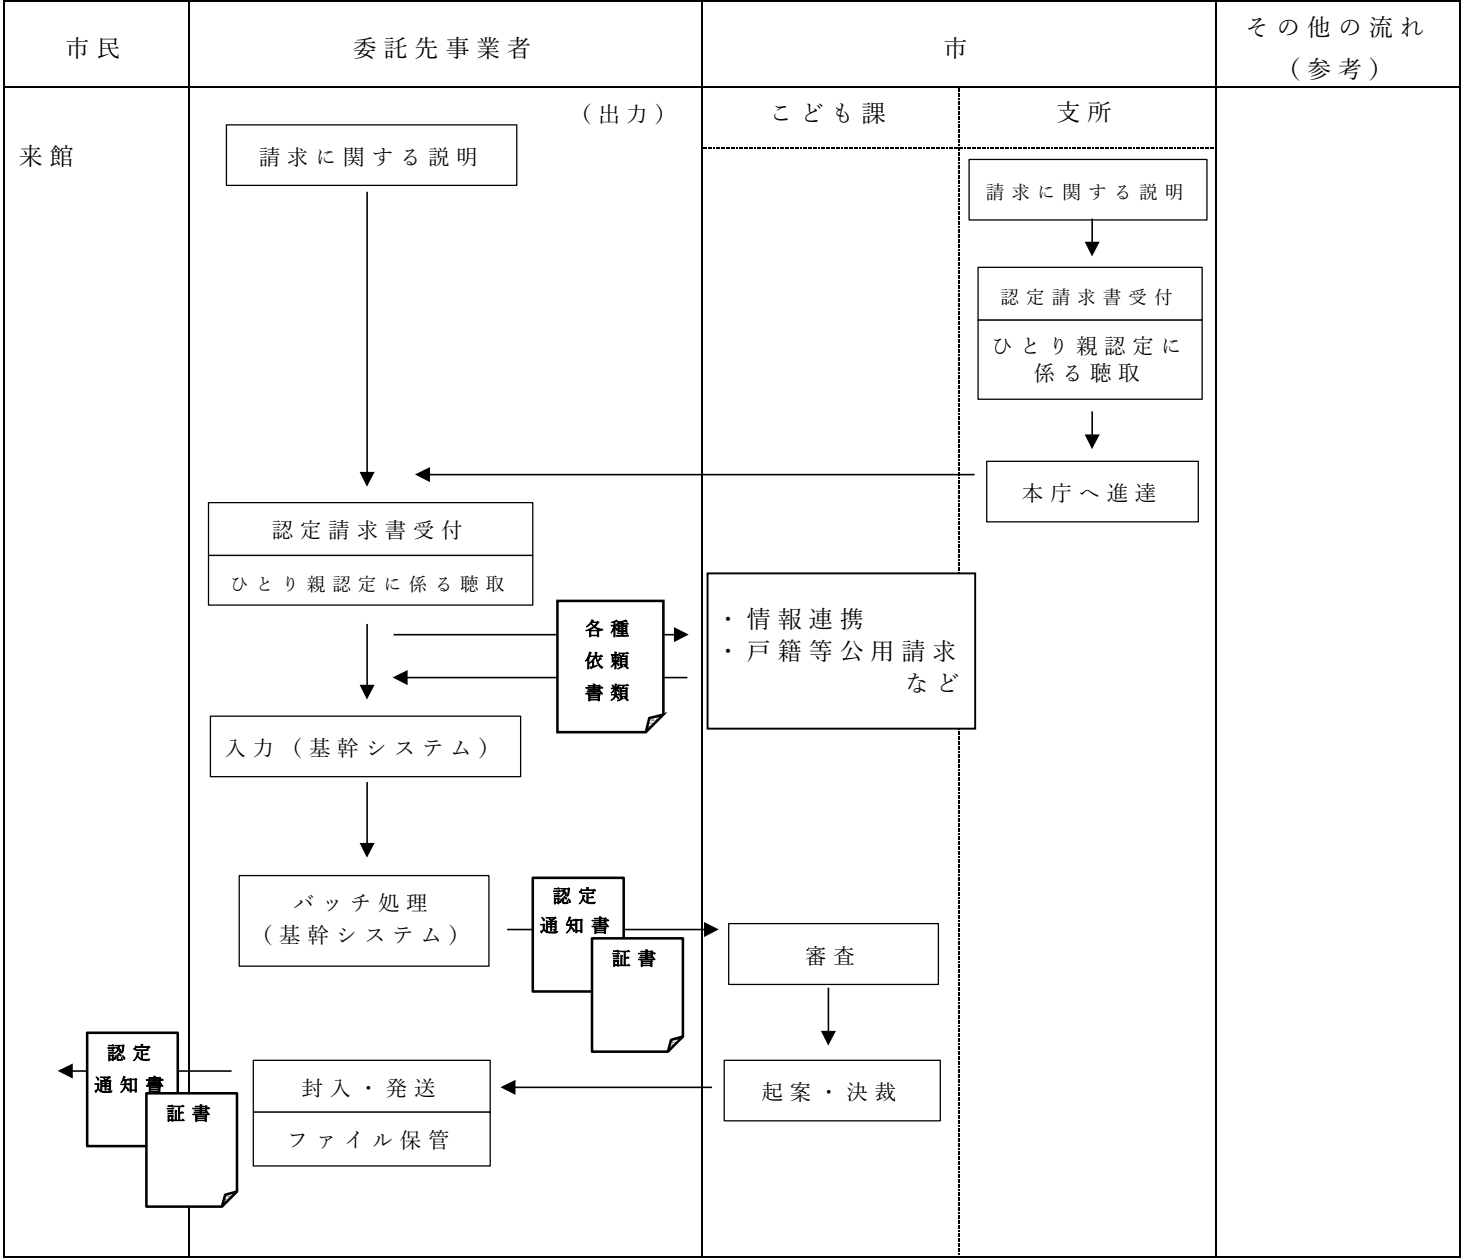 市民
委託先事業者
市
その他の流れ
（参考）
（出力）
こども課
支所
来館
請求に関する説明
請求に関する説明
認定請求書受付
ひとり親認定に
係る聴取
本庁へ進達
認定請求書受付
ひとり親認定に係る聴取
各種
依頼
書類
・情報連携
・戸籍等公用請求
など
入力（基幹システム）
バッチ処理
（基幹システム）
認定
通知書
証書
審査
認定
通知書
証書
封入・発送
ファイル保管
起案・決裁